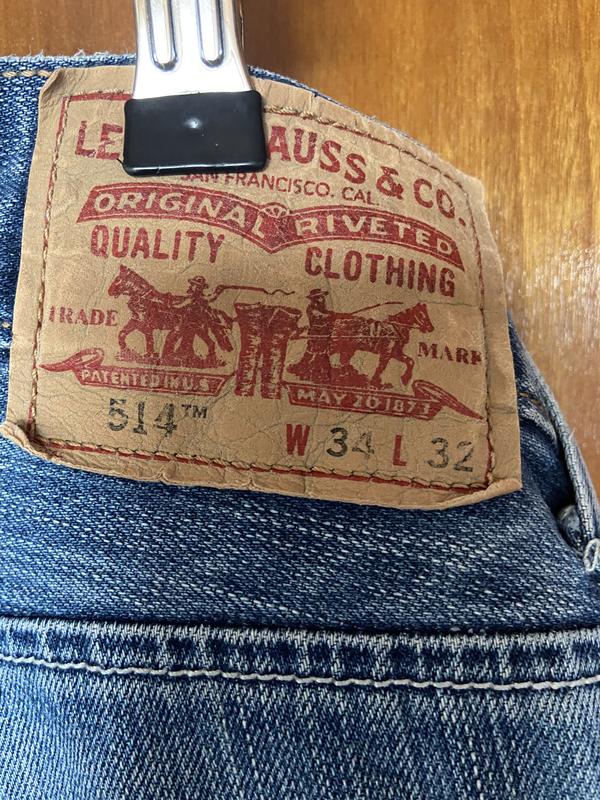 LE AUSS & CO.
SAN FRANCISCO. CAL.
ORIGINAL RIVETED
QUALITY CLOTHING
TRADE MARK
PATENTED IN U.S. MAY 20 1873
514™ W 34 L 32